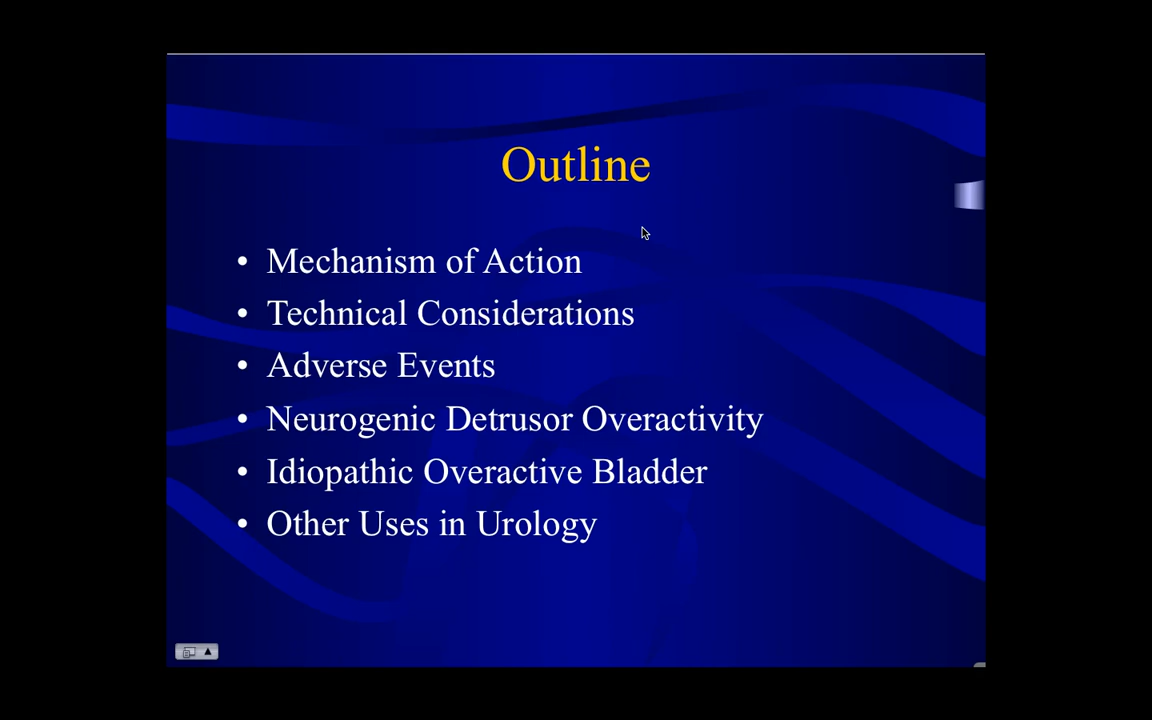 Outline
• Mechanism of Action
• Technical Considerations
• Adverse Events
• Neurogenic Detrusor Overactivity
• Idiopathic Overactive Bladder
• Other Uses in Urology